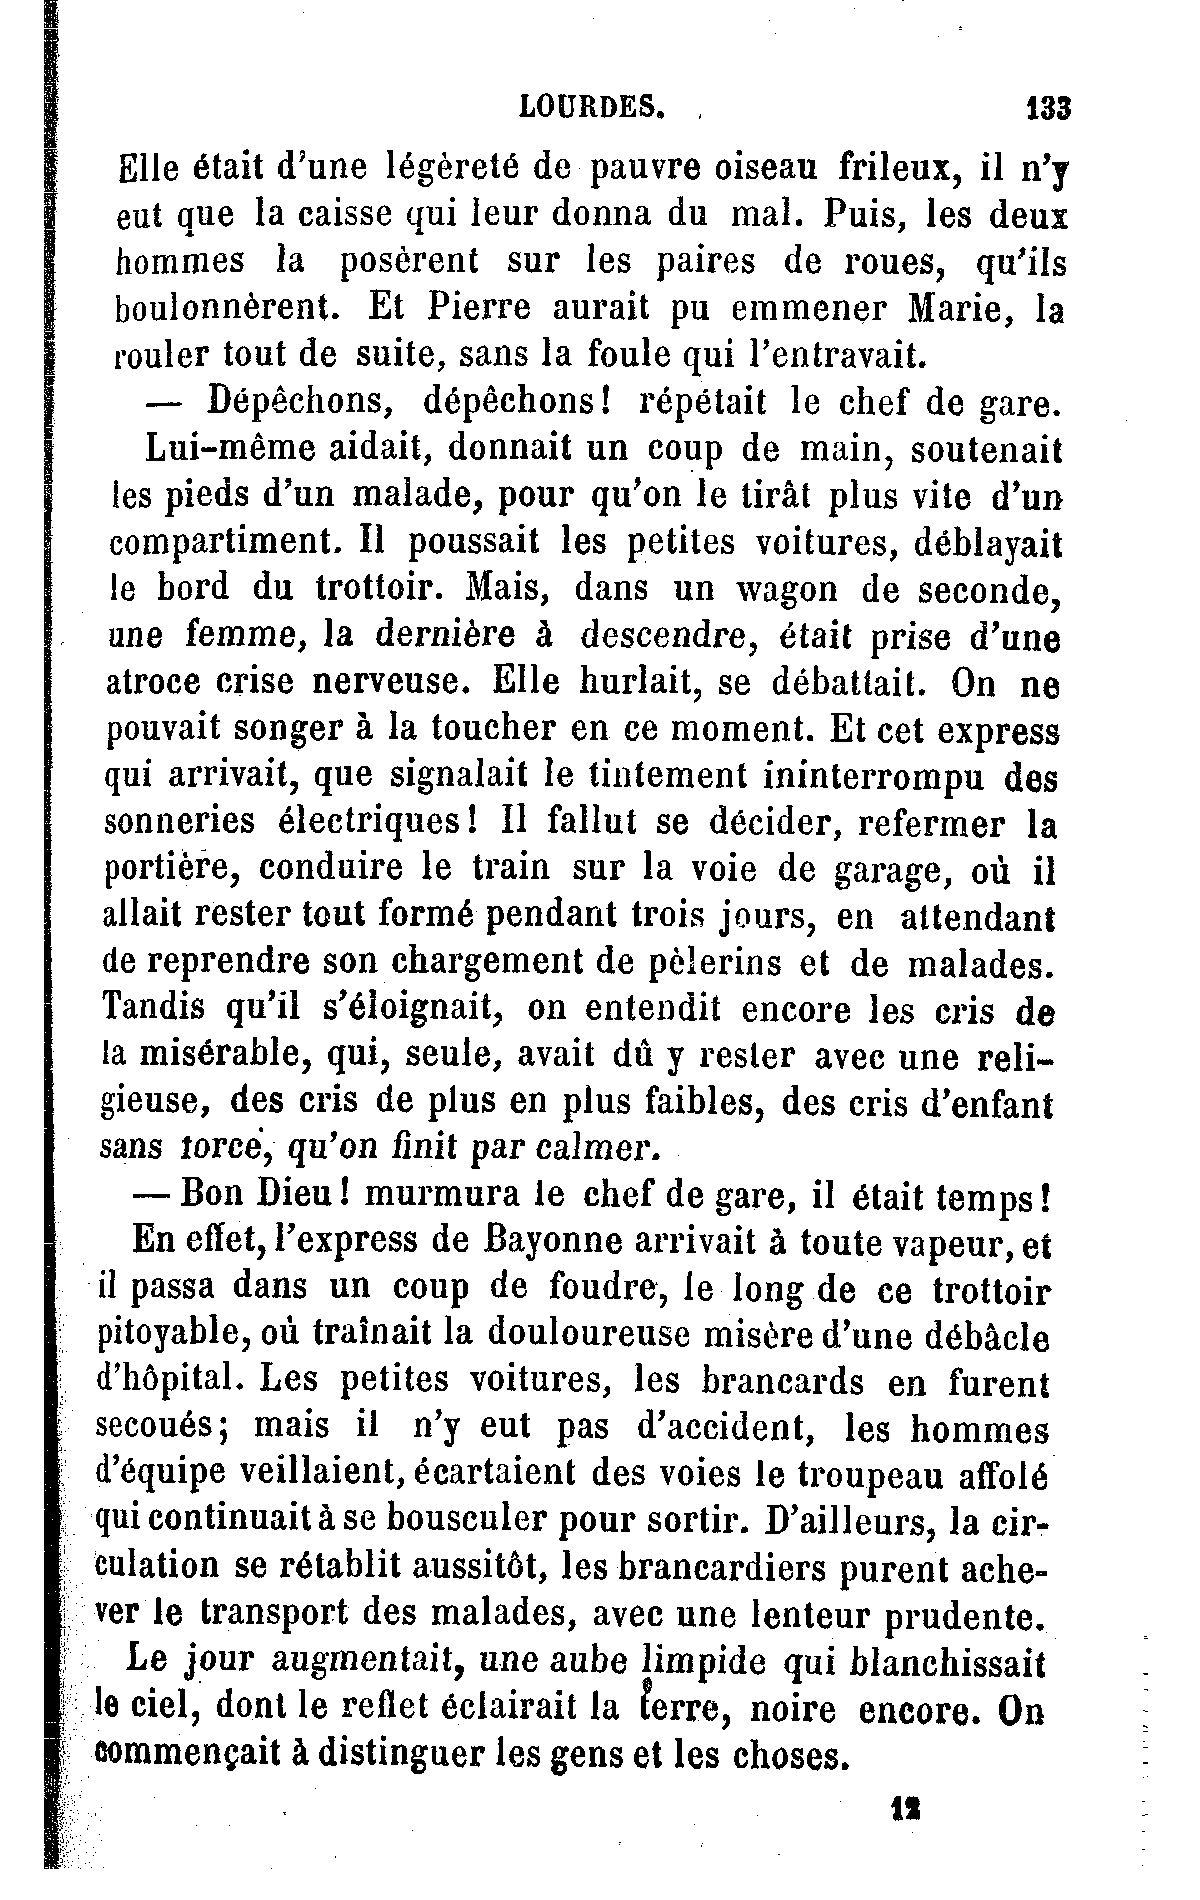 LOURDES. 133
Elle était d'une légèreté de pauvre oiseau frileux, il n'y
eut que la caisse qui leur donna du mal. Puis, les deux
hommes la posèrent sur les paires de roues, qu'ils
boulonnèrent. Et Pierre aurait pu emmener Marie, la
rouler tout de suite, sans la foule qui l'entravait.
— Dépêchons, dépêchons! répétait le chef de gare.
Lui-même aidait, donnait un coup de main, soutenait
les pieds d'un malade, pour qu'on le tirât plus vite d'un
compartiment. Il poussait les petites voitures, déblayait
le bord du trottoir. Mais, dans un wagon de seconde,
une femme, la dernière à descendre, était prise d'une
atroce crise nerveuse. Elle hurlait, se débattait. On ne
pouvait songer à la toucher en ce moment. Et cet express
qui arrivait, que signalait le tintement ininterrompu des
sonneries électriques! Il fallut se décider, refermer la
portière, conduire le train sur la voie de garage, où il
allait rester tout formé pendant trois jours, en attendant
de reprendre son chargement de pèlerins et de malades.
Tandis qu'il s'éloignait, on entendit encore les cris de
la misérable, qui, seule, avait dû y rester avec une reli-
gieuse, des cris de plus en plus faibles, des cris d'enfant
sans force, qu'on finit par calmer.
— Bon Dieu! murmura le chef de gare, il était temps!
En effet, l'express de Bayonne arrivait à toute vapeur, et
il passa dans un coup de foudre, le long de ce trottoir
pitoyable, où traînait la douloureuse misère d'une débâcle
d'hôpital. Les petites voitures, les brancards en furent
secoués; mais il n'y eut pas d'accident, les hommes
d'équipe veillaient, écartaient des voies le troupeau affolé
qui continuait à se bousculer pour sortir. D'ailleurs, la cir-
culation se rétablit aussitôt, les brancardiers purent ache-
ver le transport des malades, avec une lenteur prudente.
Le jour augmentait, une aube limpide qui blanchissait
le ciel, dont le reflet éclairait la terre, noire encore. On
commençait à distinguer les gens et les choses.
12